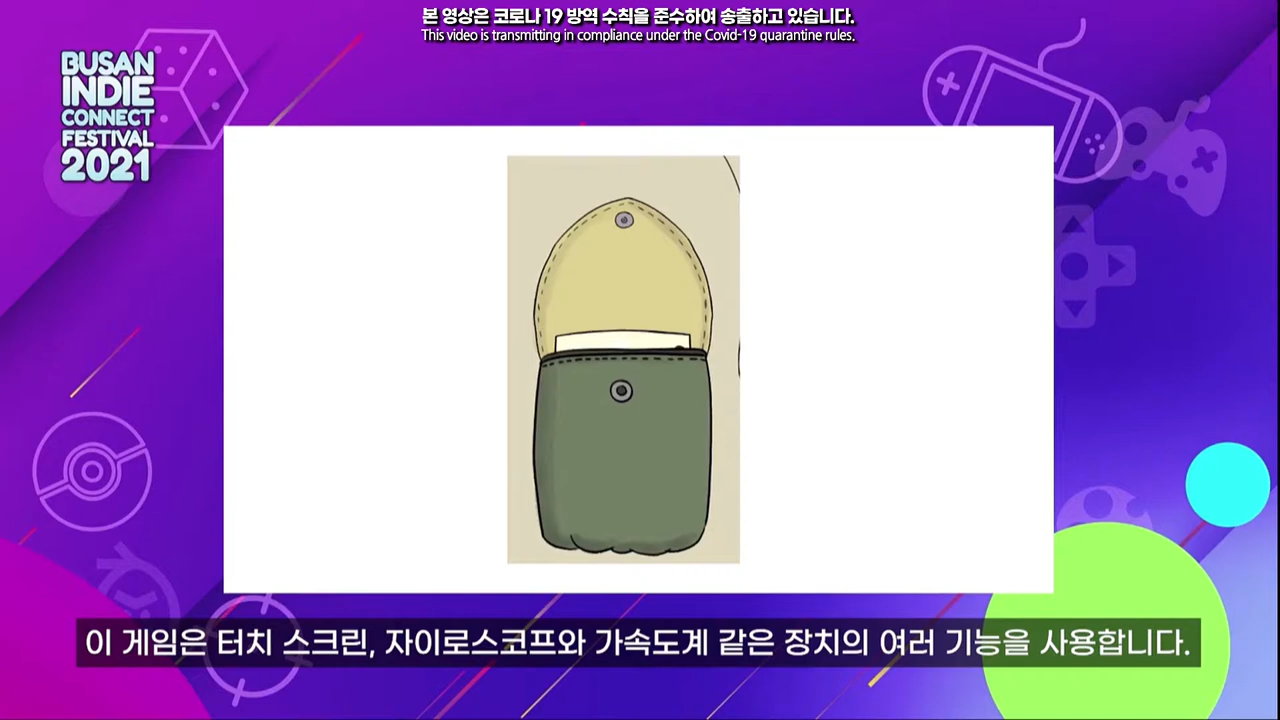 본 영상은 코로나 19 방역 수칙을 준수하여 송출하고 있습니다.
This video is transmitting in compliance under the Covid-19 quarantine rules.
BUSAN
INDIE
CONNECT
FESTIVAL
2021
이 게임은 터치 스크린, 자이로스코프와 가속도계 같은 장치의 여러 기능을 사용합니다.